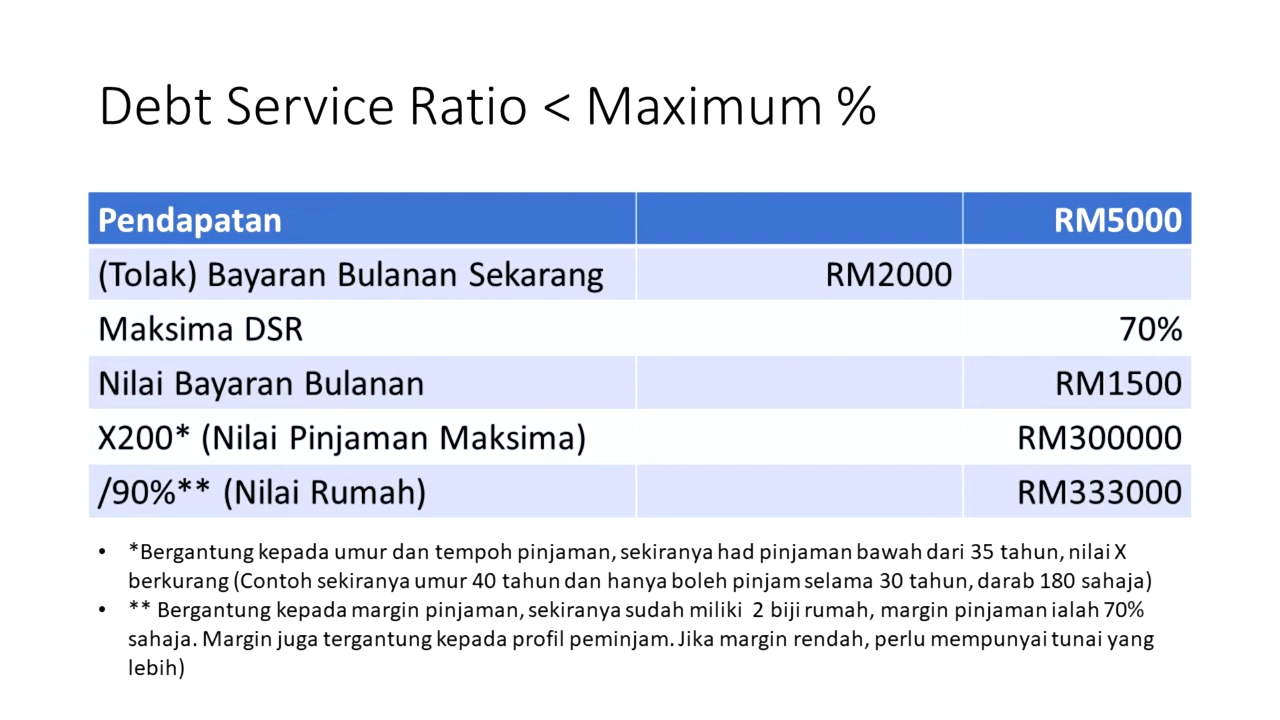 Debt Service Ratio < Maximum %
Pendapatan RM5000
(Tolak) Bayaran Bulanan Sekarang RM2000
Maksima DSR 70%
Nilai Bayaran Bulanan RM1500
X200* (Nilai Pinjaman Maksima) RM300000
/90%** (Nilai Rumah) RM333000
• *Bergantung kepada umur dan tempoh pinjaman, sekiranya had pinjaman bawah dari 35 tahun, nilai X
berkurang (Contoh sekiranya umur 40 tahun dan hanya boleh pinjam selama 30 tahun, darab 180 sahaja)
• ** Bergantung kepada margin pinjaman, sekiranya sudah miliki 2 biji rumah, margin pinjaman ialah 70%
sahaja. Margin juga tergantung kepada profil peminjam. Jika margin rendah, perlu mempunyai tunai yang
lebih)